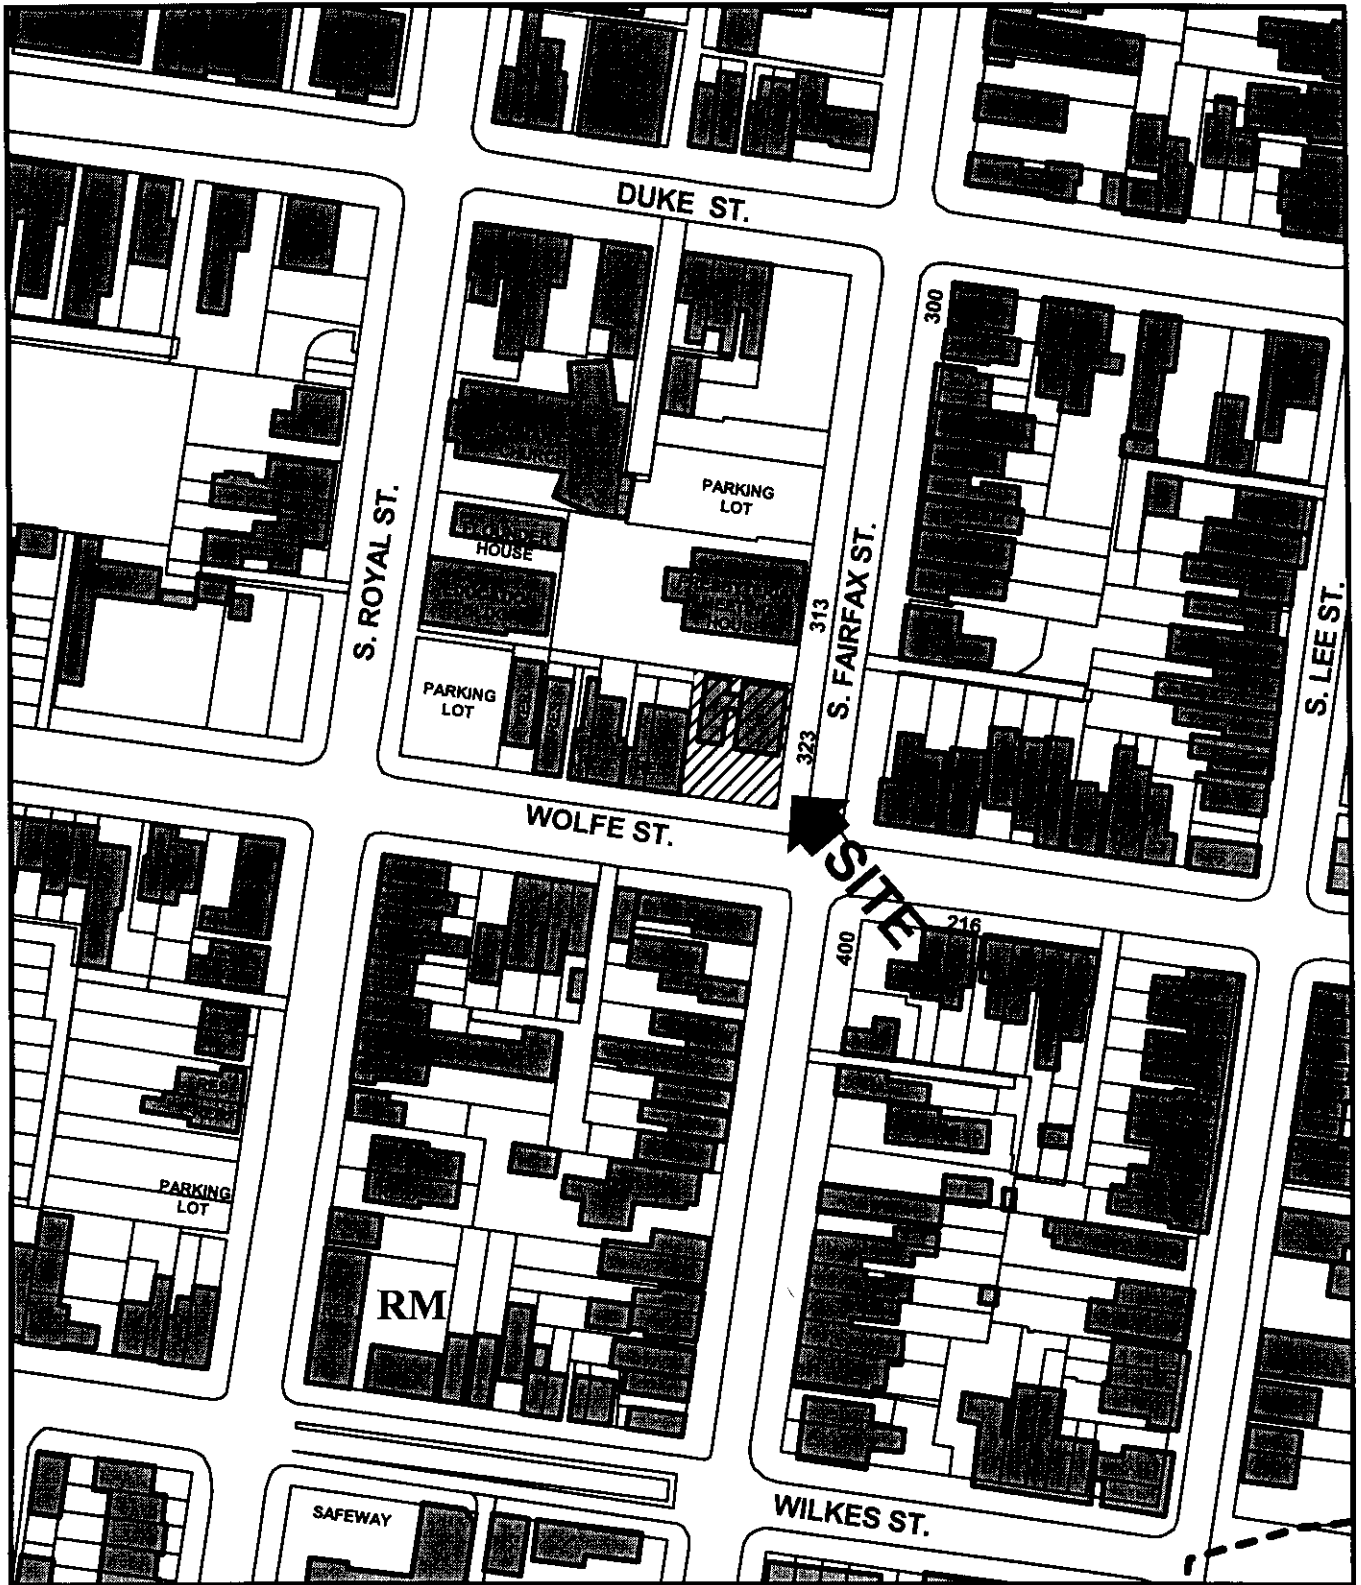 DUKE ST.
300
PARKING
LOT
HOUSE
S. ROYAL ST.
S. FAIRFAX ST.
313
S. LEE ST.
PARKING
LOT
323
WOLFE ST.
SITE
216
400
PARKING
LOT
RM
SAFEWAY
WILKES ST.